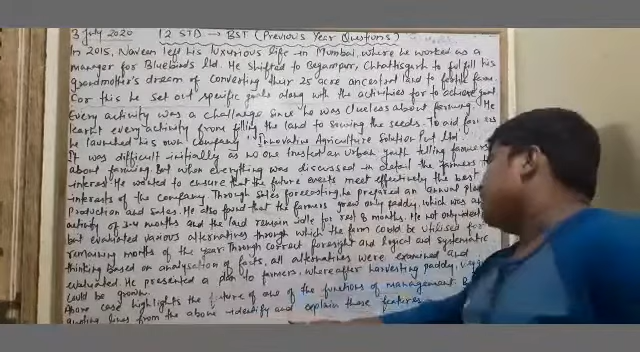 3 July 2020 12 STD → BST (Previous Year Questions)
In 2015, Naveen left his luxurious life in Mumbai, where he worked as a
manager for Bluebirds ltd. He shifted to Begampur, Chhattisgarh to fulfill his
grandmother's dream of converting their 25 acre ancestral land to fertile farm.
For this he set out specific goals along with the activities for to achieve goal
Every activity was a challenge since he was clueless about farming. He
learnt every activity from filling the land to sowing the seeds. To aid farmers
he launched his own company "Innovative Agriculture Solution Pvt ltd.
It was difficult initially as no one trusted an urban youth telling farmers
about farming. But when everything was discussed in detail the farmers
interest. He wanted to ensure that the future events meet effectively the best
interests of the company. Through sales forecasting, he prepared an annual plan
Production and sales. He also found that the farmers grew only paddy, which was an
activity of 3-4 months and the land remain idle for rest 8 months. He not only
but evaluated various alternatives through which the farm could be utilised for
remaining months of the year. Through correct foresight and logical and systematic
thinking based on analysation of facts, all alternatives were examined and
evaluated. He presented a plan to farmers, where after harvesting paddy,
could be grown.
Above case highlights the feature of one of the functions of management. By
quoting lines from the above identify and explain these features